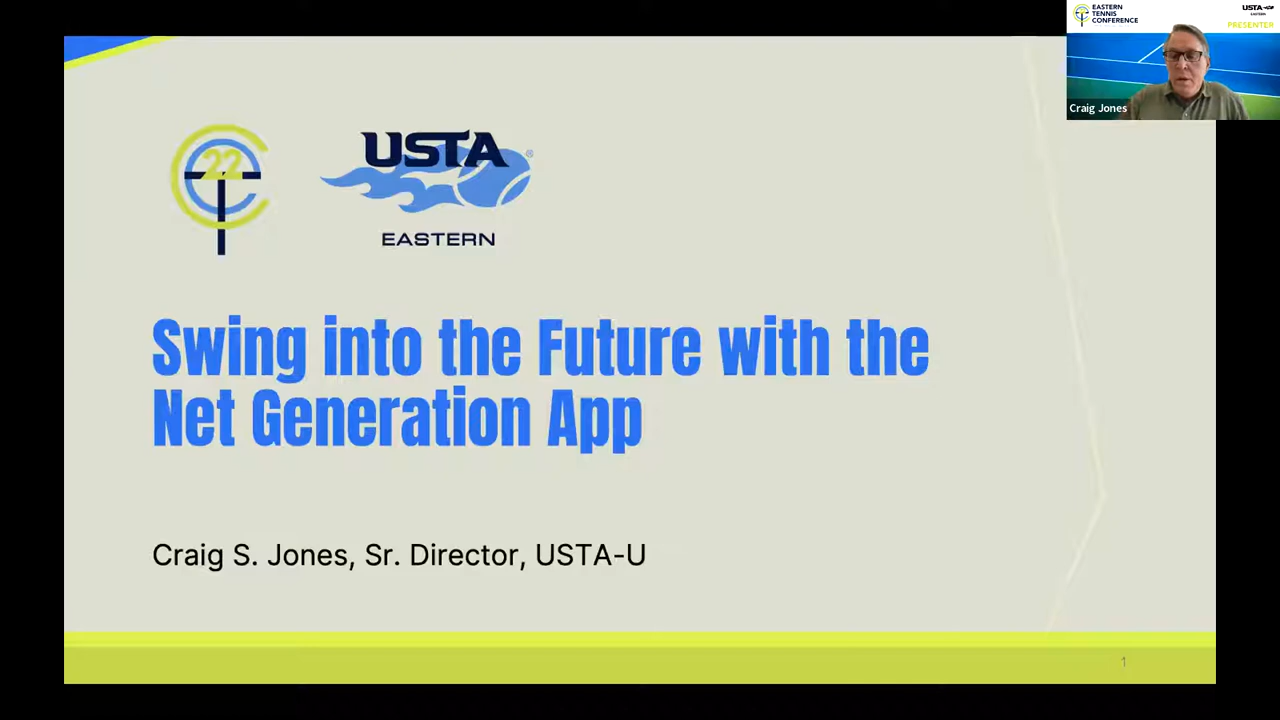 EASTERN
TENNIS
CONFERENCE
USTA
EASTERN
PRESENTER
Craig Jones
22
USTA
EASTERN
Swing into the Future with the
Net Generation App
Craig S. Jones, Sr. Director, USTA-U
1